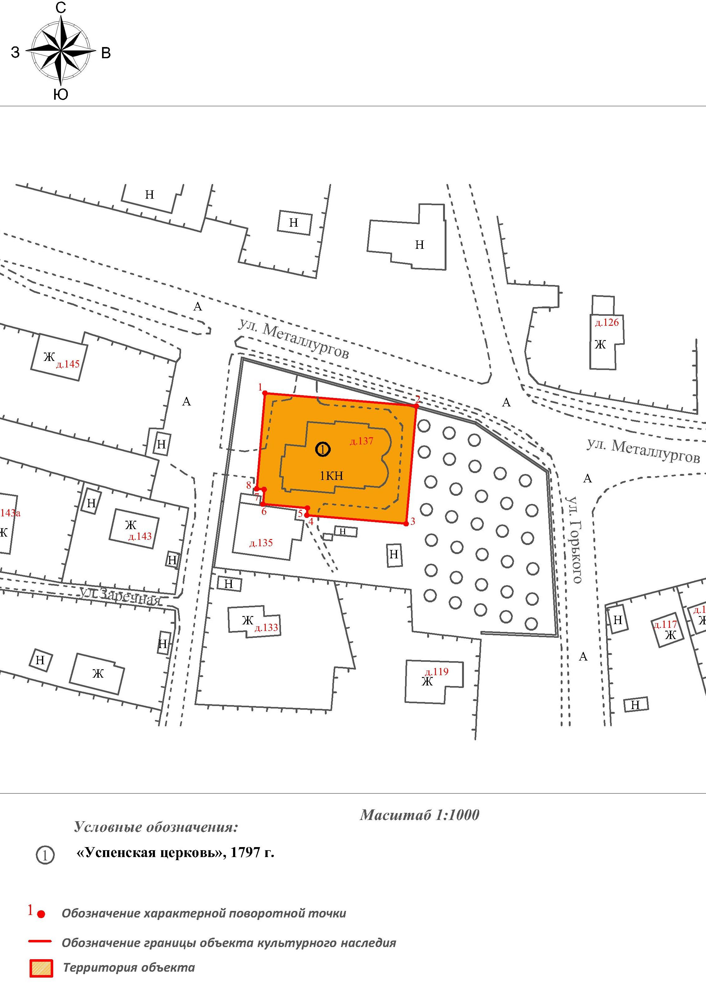 С
З
В
Ю
Н
Н
Н
А
ул. Металлургов
д.126
Ж
Ж
д.145
1
2
А
А
Н
д.137
1
ул. Металлургов
1КН
А
8
7
6
5
4
3
Н
143а
Ж
Ж
д.143
Н
Н
д.135
Н
ул. Горького
Н
ул.Заречная
Ж
д.133
Н
д.117
Ж
д.1
Ж
Н
Н
Ж
А
д.119
Ж
Н
Масштаб 1:1000
Условные обозначения:
1
«Успенская церковь», 1797 г.
1
Обозначение характерной поворотной точки
Обозначение границы объекта культурного наследия
Территория объекта